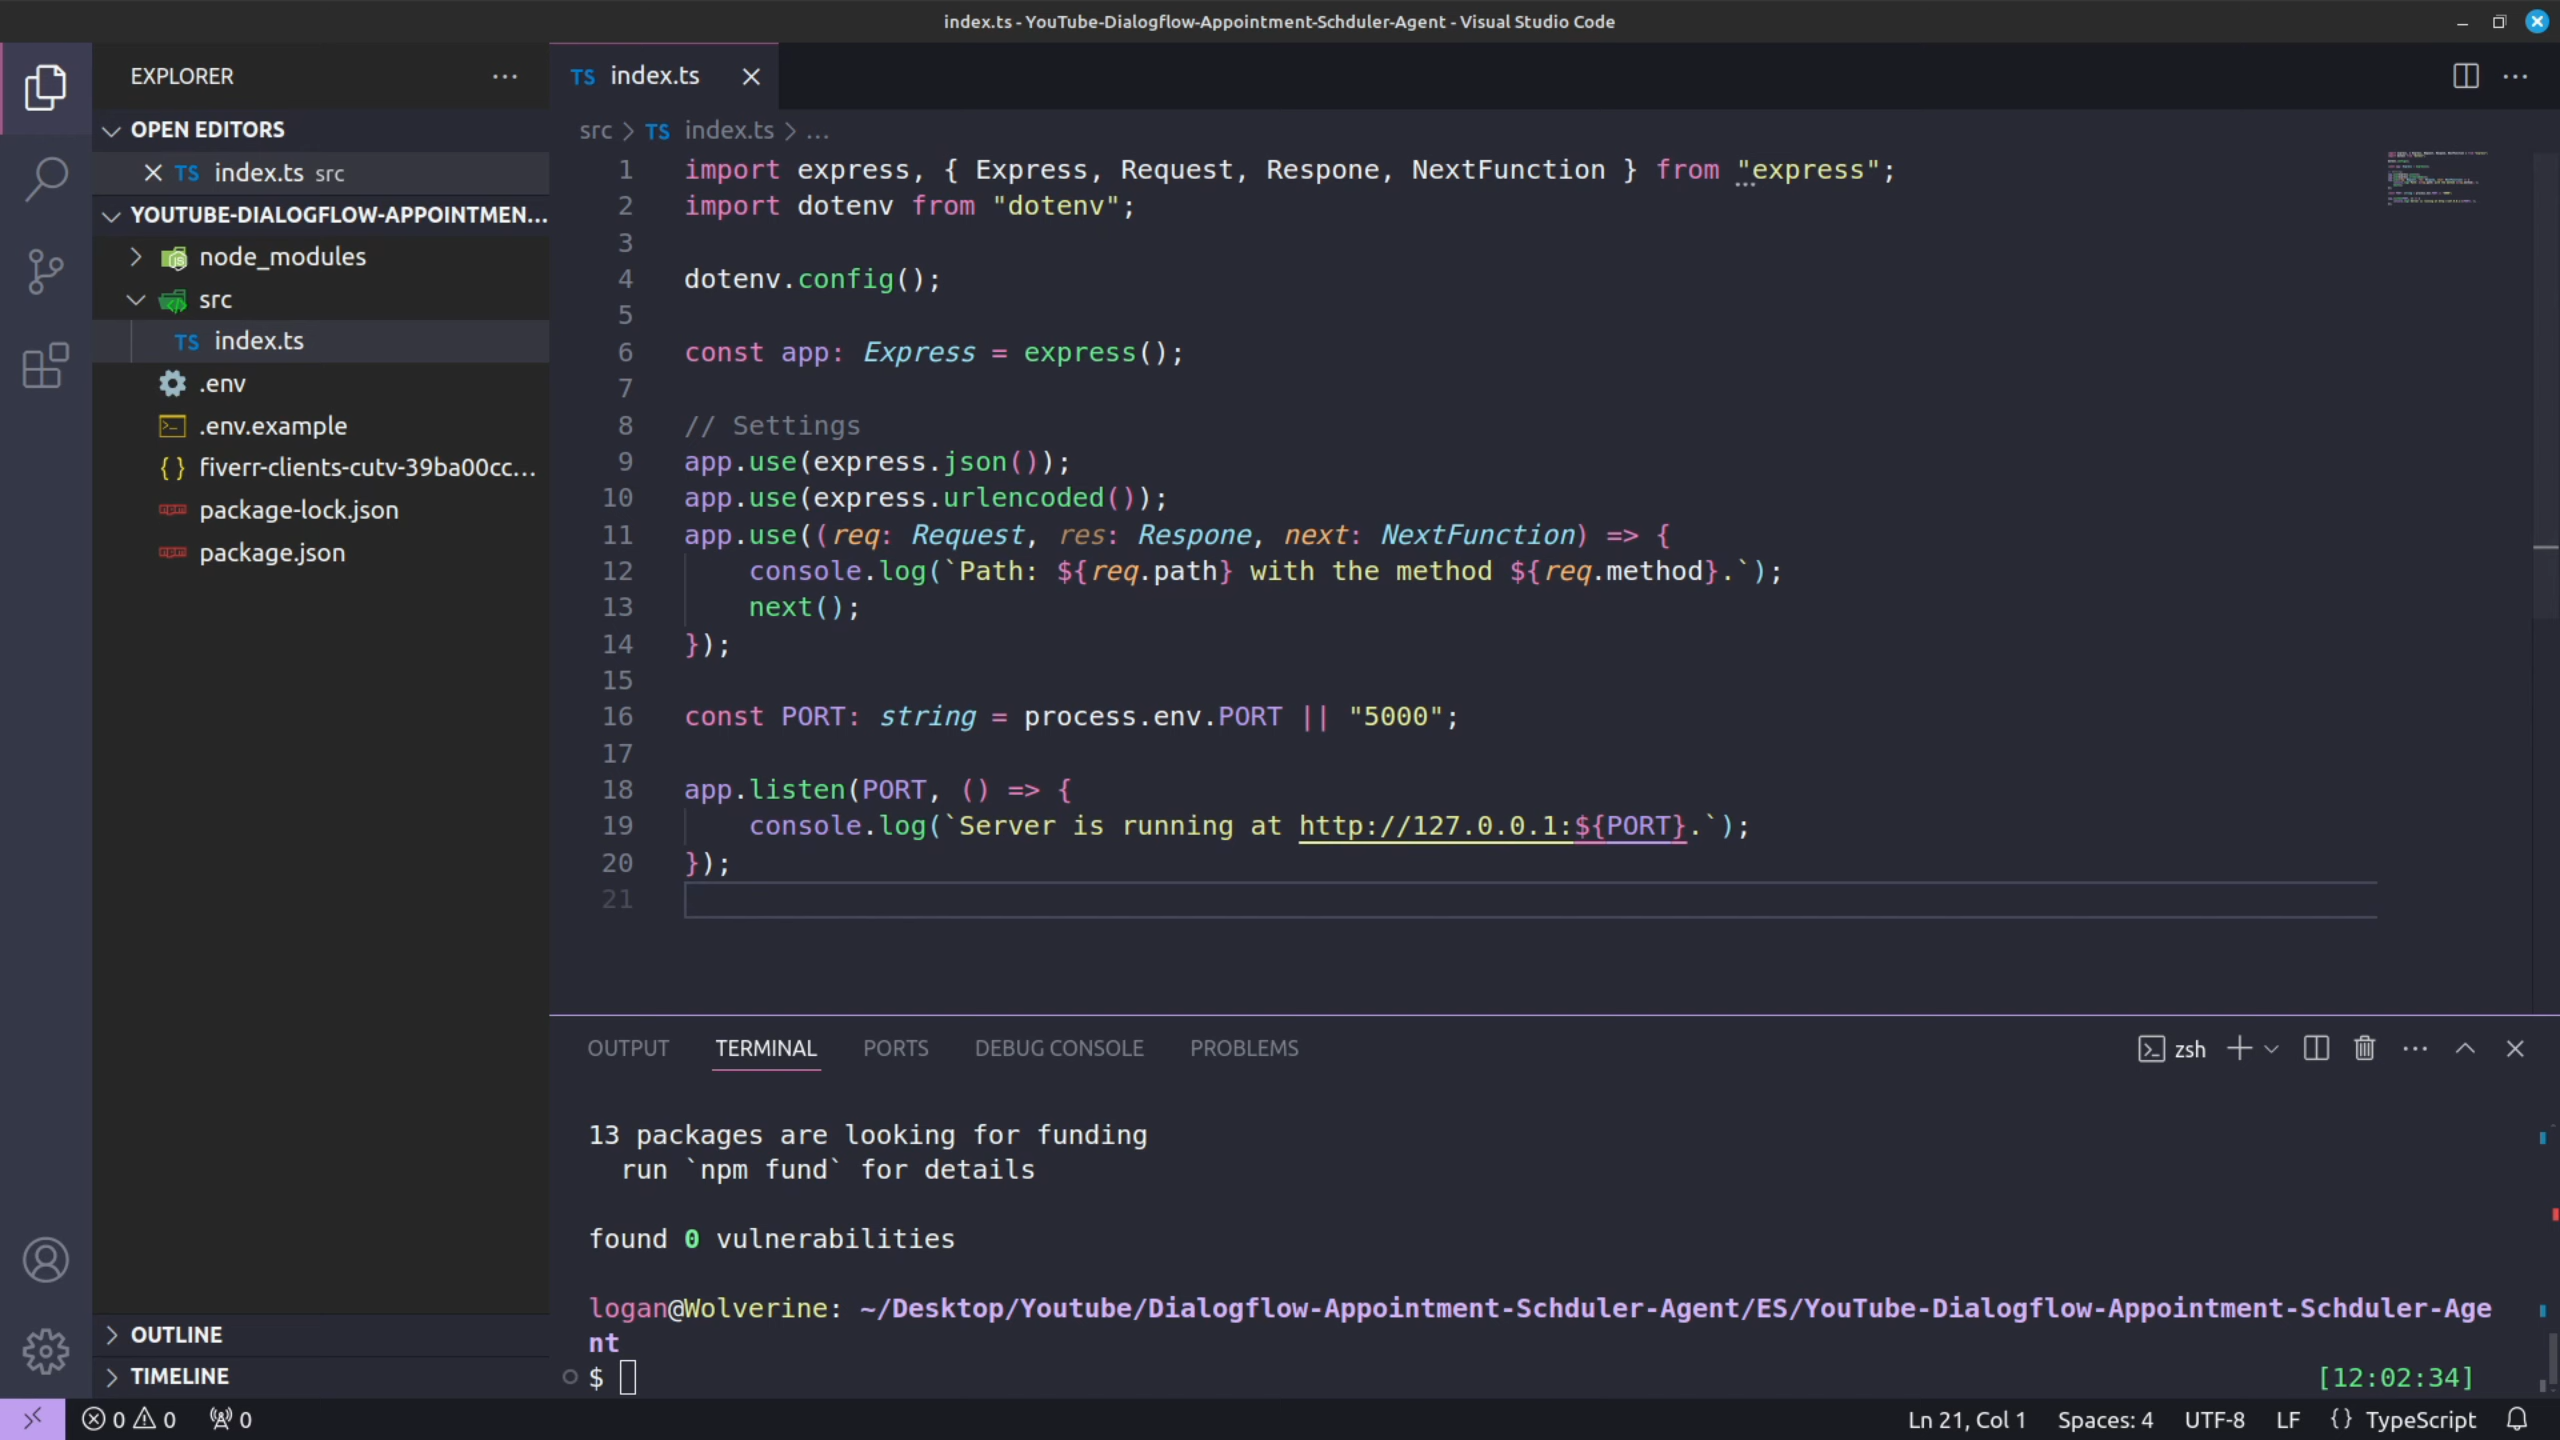 index.ts - YouTube-Dialogflow-Appointment-Schduler-Agent - Visual Studio Code
EXPLORER
OPEN EDITORS
TS index.ts src
YOUTUBE-DIALOGFLOW-APPOINTMEN...
node_modules
src
TS index.ts
.env
.env.example
{ } fiverr-clients-cutv-39ba00cc...
package-lock.json
package.json
OUTLINE
TIMELINE
TS index.ts
src > TS index.ts > ...
1 import express, { Express, Request, Respone, NextFunction } from "express";
2 import dotenv from "dotenv";
3
4 dotenv.config();
5
6 const app: Express = express();
7
8 // Settings
9 app.use(express.json());
10 app.use(express.urlencoded());
11 app.use((req: Request, res: Respone, next: NextFunction) => {
12     console.log(`Path: ${req.path} with the method ${req.method}.`);
13     next();
14 });
15
16 const PORT: string = process.env.PORT || "5000";
17
18 app.listen(PORT, () => {
19     console.log(`Server is running at http://127.0.0.1:${PORT}.`);
20 });
21
OUTPUT TERMINAL PORTS DEBUG CONSOLE PROBLEMS
zsh
13 packages are looking for funding
  run `npm fund` for details
found 0 vulnerabilities
logan@Wolverine: ~/Desktop/Youtube/Dialogflow-Appointment-Schduler-Agent/ES/YouTube-Dialogflow-Appointment-Schduler-Age
nt
$ [12:02:34]
0 0 0 Ln 21, Col 1 Spaces: 4 UTF-8 LF {} TypeScript